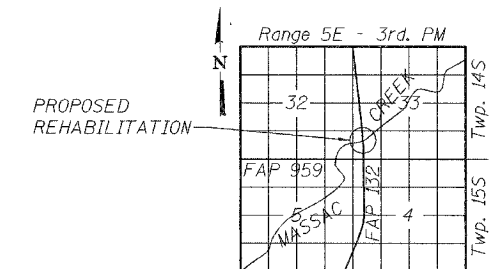 Range 5E - 3rd. PM
N
PROPOSED
REHABILITATION
32
33
CREEK
Twp. 14S
FAP 959
FAP 132
5
MASSAC
4
Twp. 15S